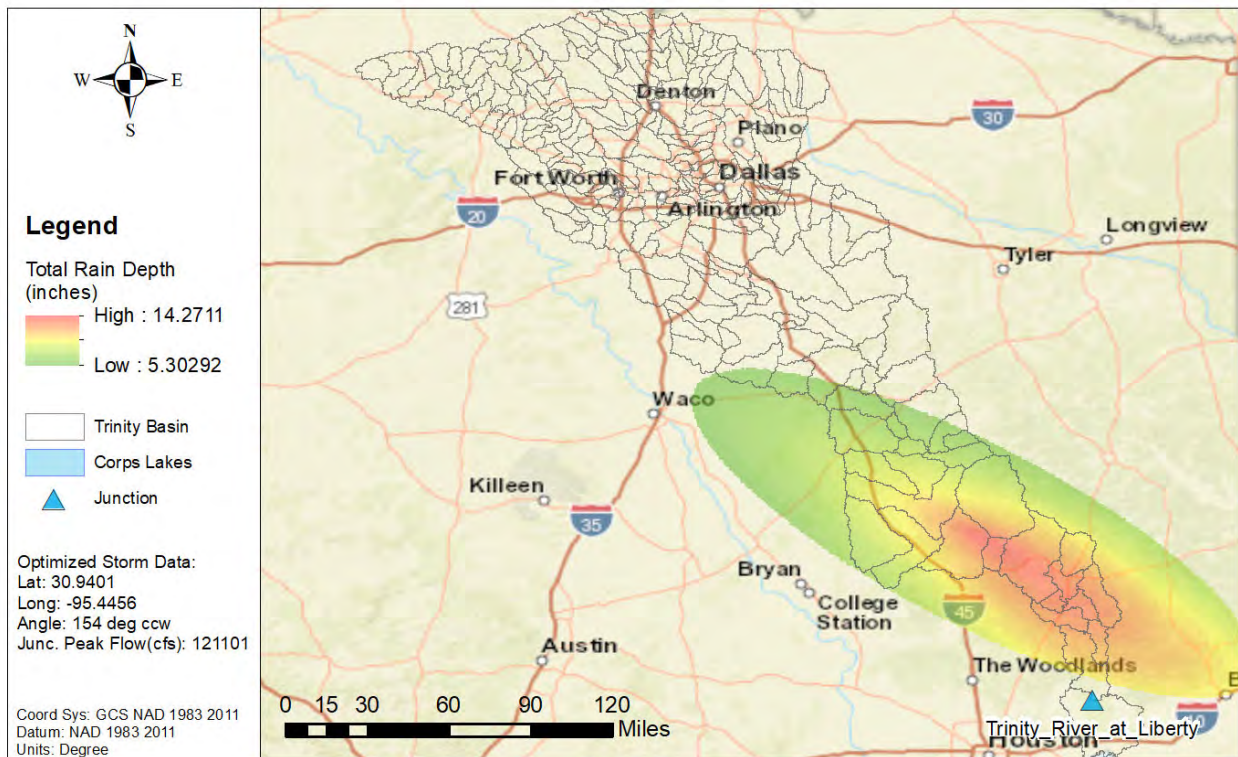 N
W E
S
Legend
Total Rain Depth
(inches)
High : 14.2711
Low : 5.30292
Trinity Basin
Corps Lakes
Junction
Optimized Storm Data:
Lat: 30.9401
Long: -95.4456
Angle: 154 deg ccw
Junc. Peak Flow(cfs): 121101
Coord Sys: GCS NAD 1983 2011
Datum: NAD 1983 2011
Units: Degree
Denton
30
Plano
Dallas
Fort Worth
20
Arlington
Longview
Tyler
281
Waco
Killeen
35
Bryan
College
Station
45
Austin
The Woodlands
B
10
Trinity_River_at_Liberty
Houston
0 15 30 60 90 120
Miles